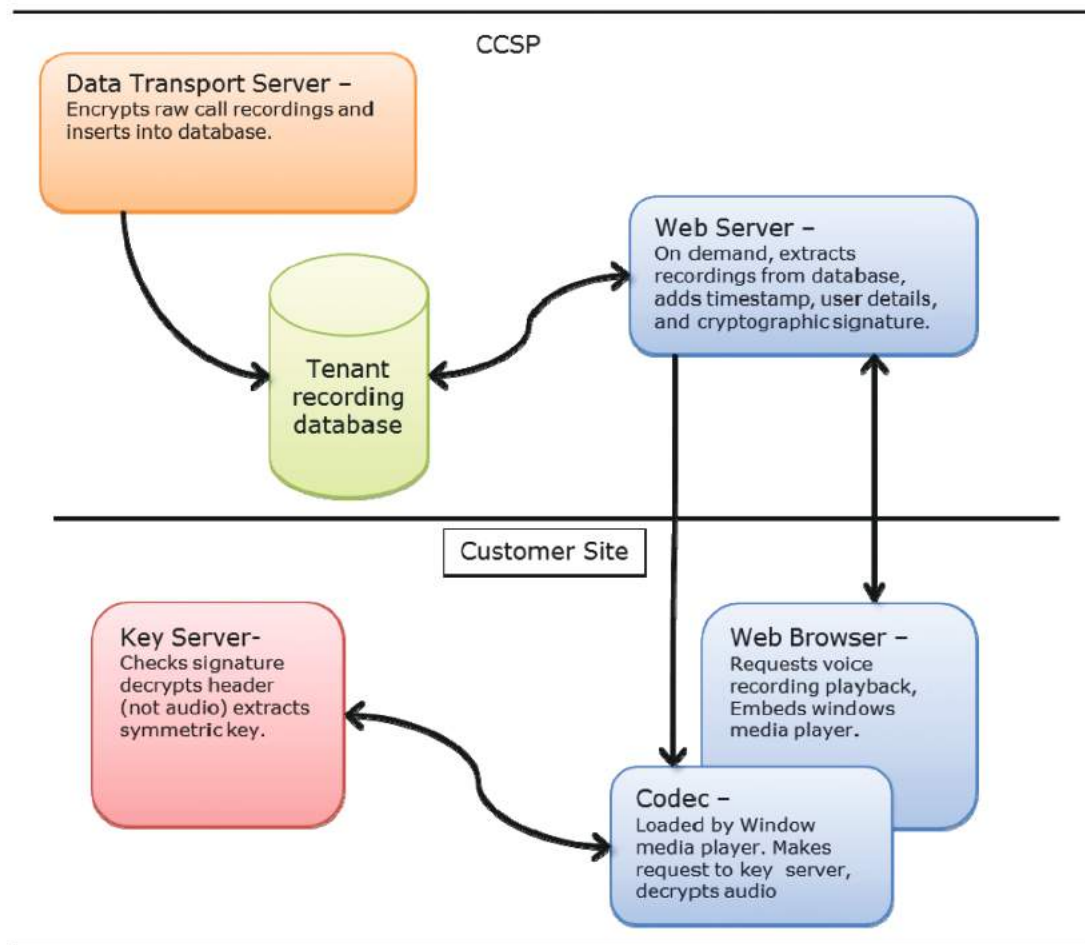 CCSP
Data Transport Server –
Encrypts raw call recordings and
inserts into database.
Web Server –
On demand, extracts
recordings from database,
adds timestamp, user details,
and cryptographic signature.
Tenant
recording
database
Customer Site
Key Server-
Checks signature
decrypts header
(not audio) extracts
symmetric key.
Web Browser –
Requests voice
recording playback,
Embeds windows
media player.
Codec –
Loaded by Window
media player. Makes
request to key server,
decrypts audio